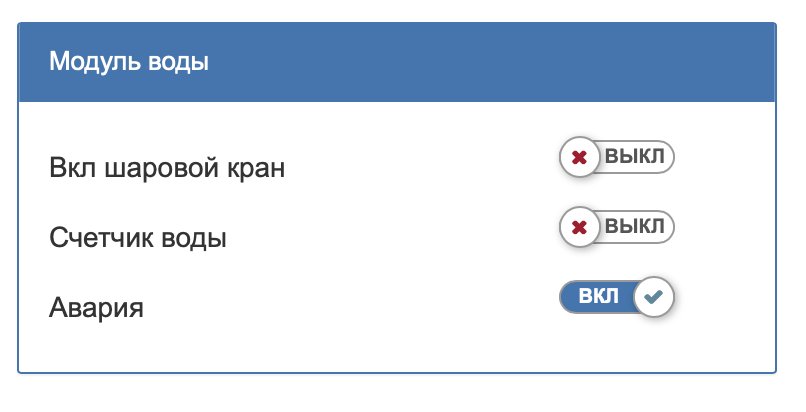 Модуль воды
Вкл шаровой кран ВЫКЛ
Счетчик воды ВЫКЛ
Авария ВКЛ